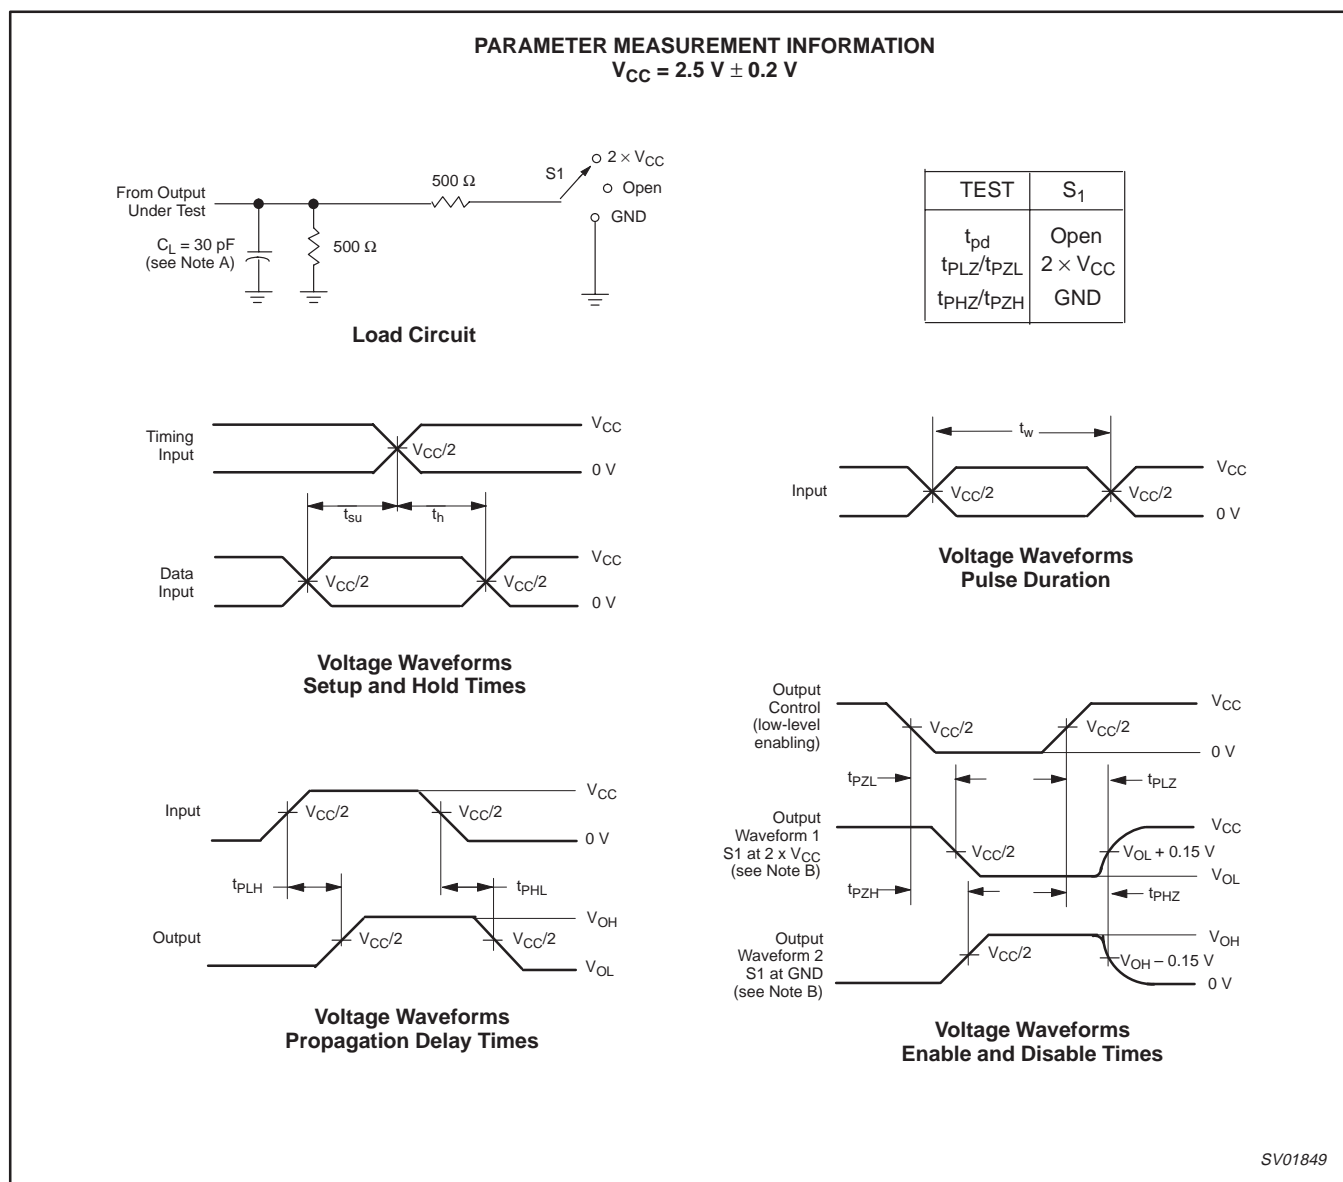 PARAMETER MEASUREMENT INFORMATION
VCC = 2.5 V ± 0.2 V
From Output
Under Test
CL = 30 pF
(see Note A)
500 Ω
500 Ω
S1
2 × VCC
Open
GND
Load Circuit
TEST S1
tpd Open
tPLZ/tPZL 2 × VCC
tPHZ/tPZH GND
Timing
Input
VCC
VCC/2
0 V
tsu
th
Data
Input
VCC
VCC/2
VCC/2
0 V
Voltage Waveforms
Setup and Hold Times
tw
Input
VCC
VCC/2
VCC/2
0 V
Voltage Waveforms
Pulse Duration
Input
VCC
VCC/2
VCC/2
0 V
tPLH
tPHL
Output
VOH
VCC/2
VCC/2
VOL
Voltage Waveforms
Propagation Delay Times
Output
Control
(low-level
enabling)
VCC
VCC/2
VCC/2
0 V
tPZL
tPLZ
Output
Waveform 1
S1 at 2 x VCC
(see Note B)
VCC
VCC/2
VOL + 0.15 V
VOL
tPZH
tPHZ
Output
Waveform 2
S1 at GND
(see Note B)
VOH
VCC/2
VOH – 0.15 V
0 V
Voltage Waveforms
Enable and Disable Times
SV01849